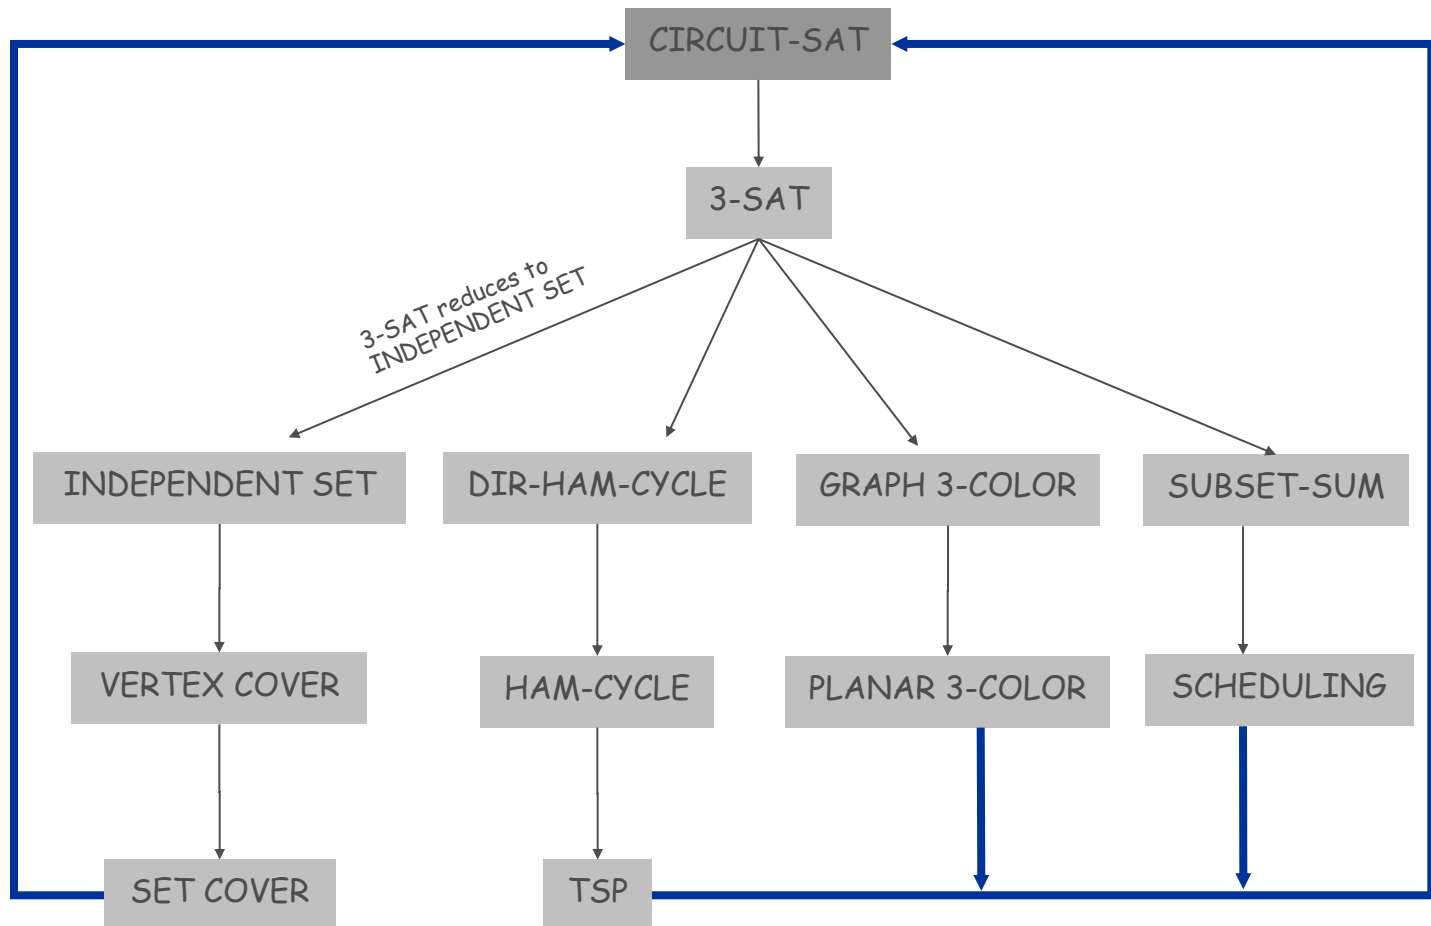 CIRCUIT-SAT
3-SAT
3-SAT reduces to
INDEPENDENT SET
INDEPENDENT SET
DIR-HAM-CYCLE
GRAPH 3-COLOR
SUBSET-SUM
VERTEX COVER
HAM-CYCLE
PLANAR 3-COLOR
SCHEDULING
SET COVER
TSP